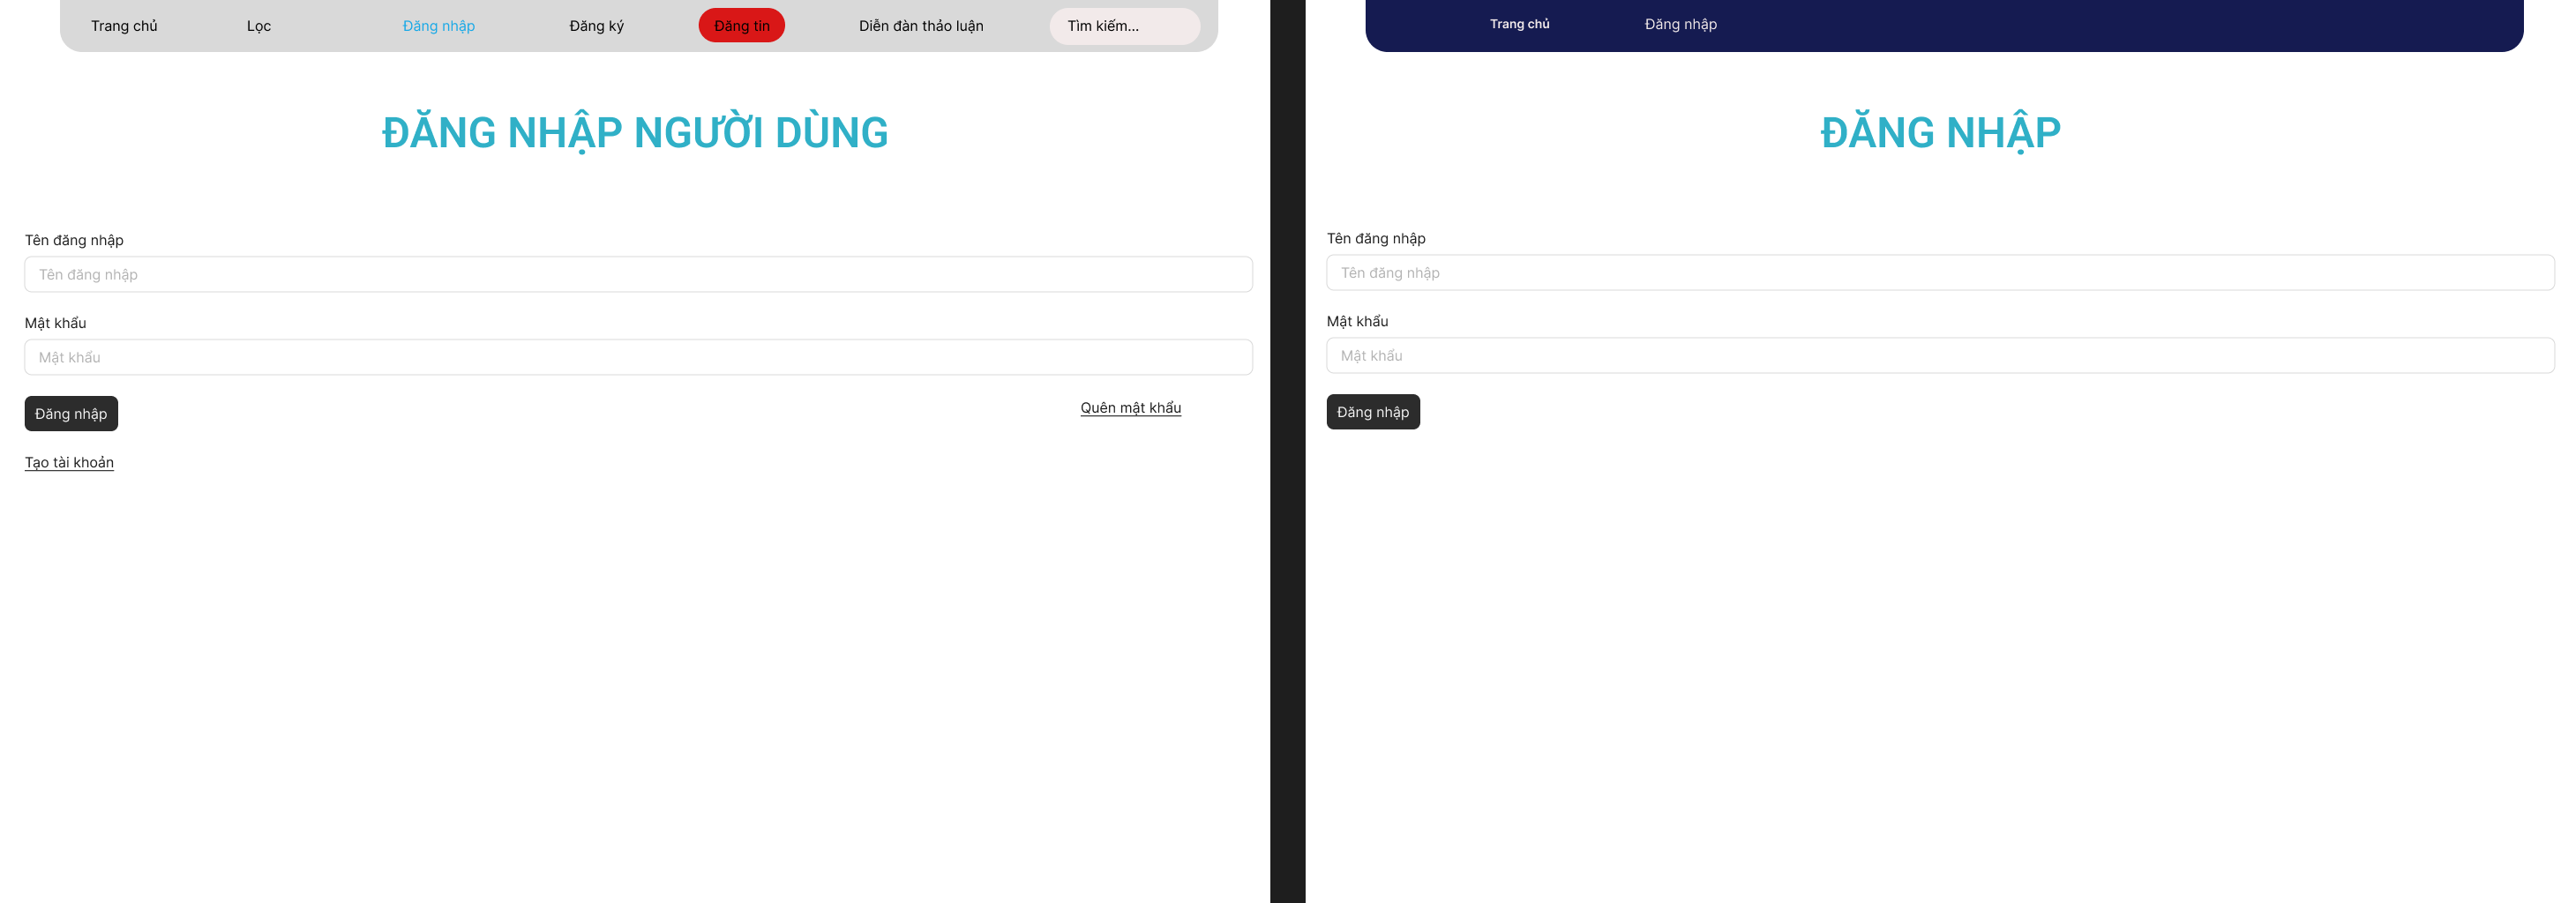 Trang chủ Lọc Đăng nhập Đăng ký Đăng tin Diễn đàn thảo luận Tìm kiếm...
ĐĂNG NHẬP NGƯỜI DÙNG
Tên đăng nhập
Tên đăng nhập
Mật khẩu
Mật khẩu
Đăng nhập Quên mật khẩu
Tạo tài khoản
Trang chủ Đăng nhập
ĐĂNG NHẬP
Tên đăng nhập
Tên đăng nhập
Mật khẩu
Mật khẩu
Đăng nhập